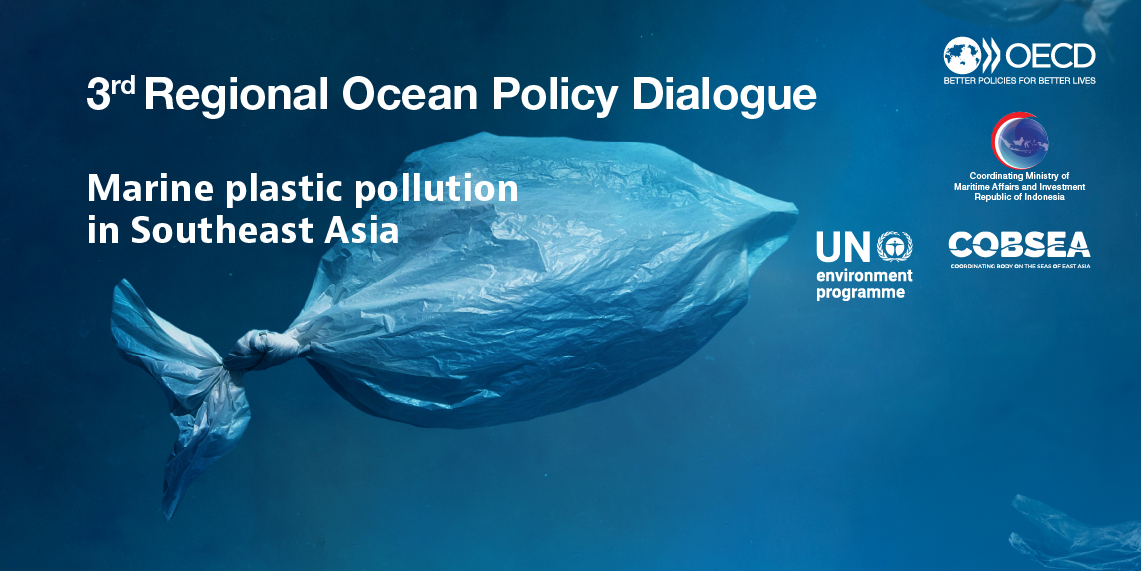 3rd Regional Ocean Policy Dialogue
Marine plastic pollution
in Southeast Asia
OECD
BETTER POLICIES FOR BETTER LIVES
Coordinating Ministry of
Maritime Affairs and Investment
Republic of Indonesia
UN
environment
programme
COBSEA
COORDINATING BODY ON THE SEAS OF EAST ASIA